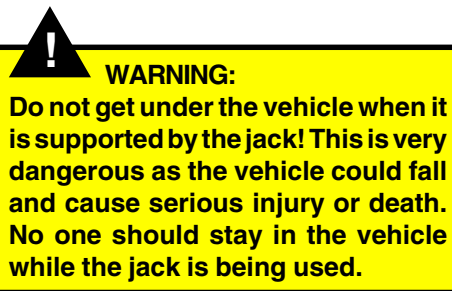 !
WARNING:
Do not get under the vehicle when it
is supported by the jack! This is very
dangerous as the vehicle could fall
and cause serious injury or death.
No one should stay in the vehicle
while the jack is being used.